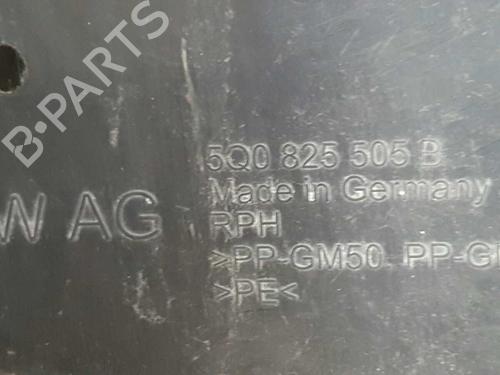 B-PARTS
5Q0 825 505 B
W AG Made in Germany
RPH
>PP-GM50, PP-G
>PE<